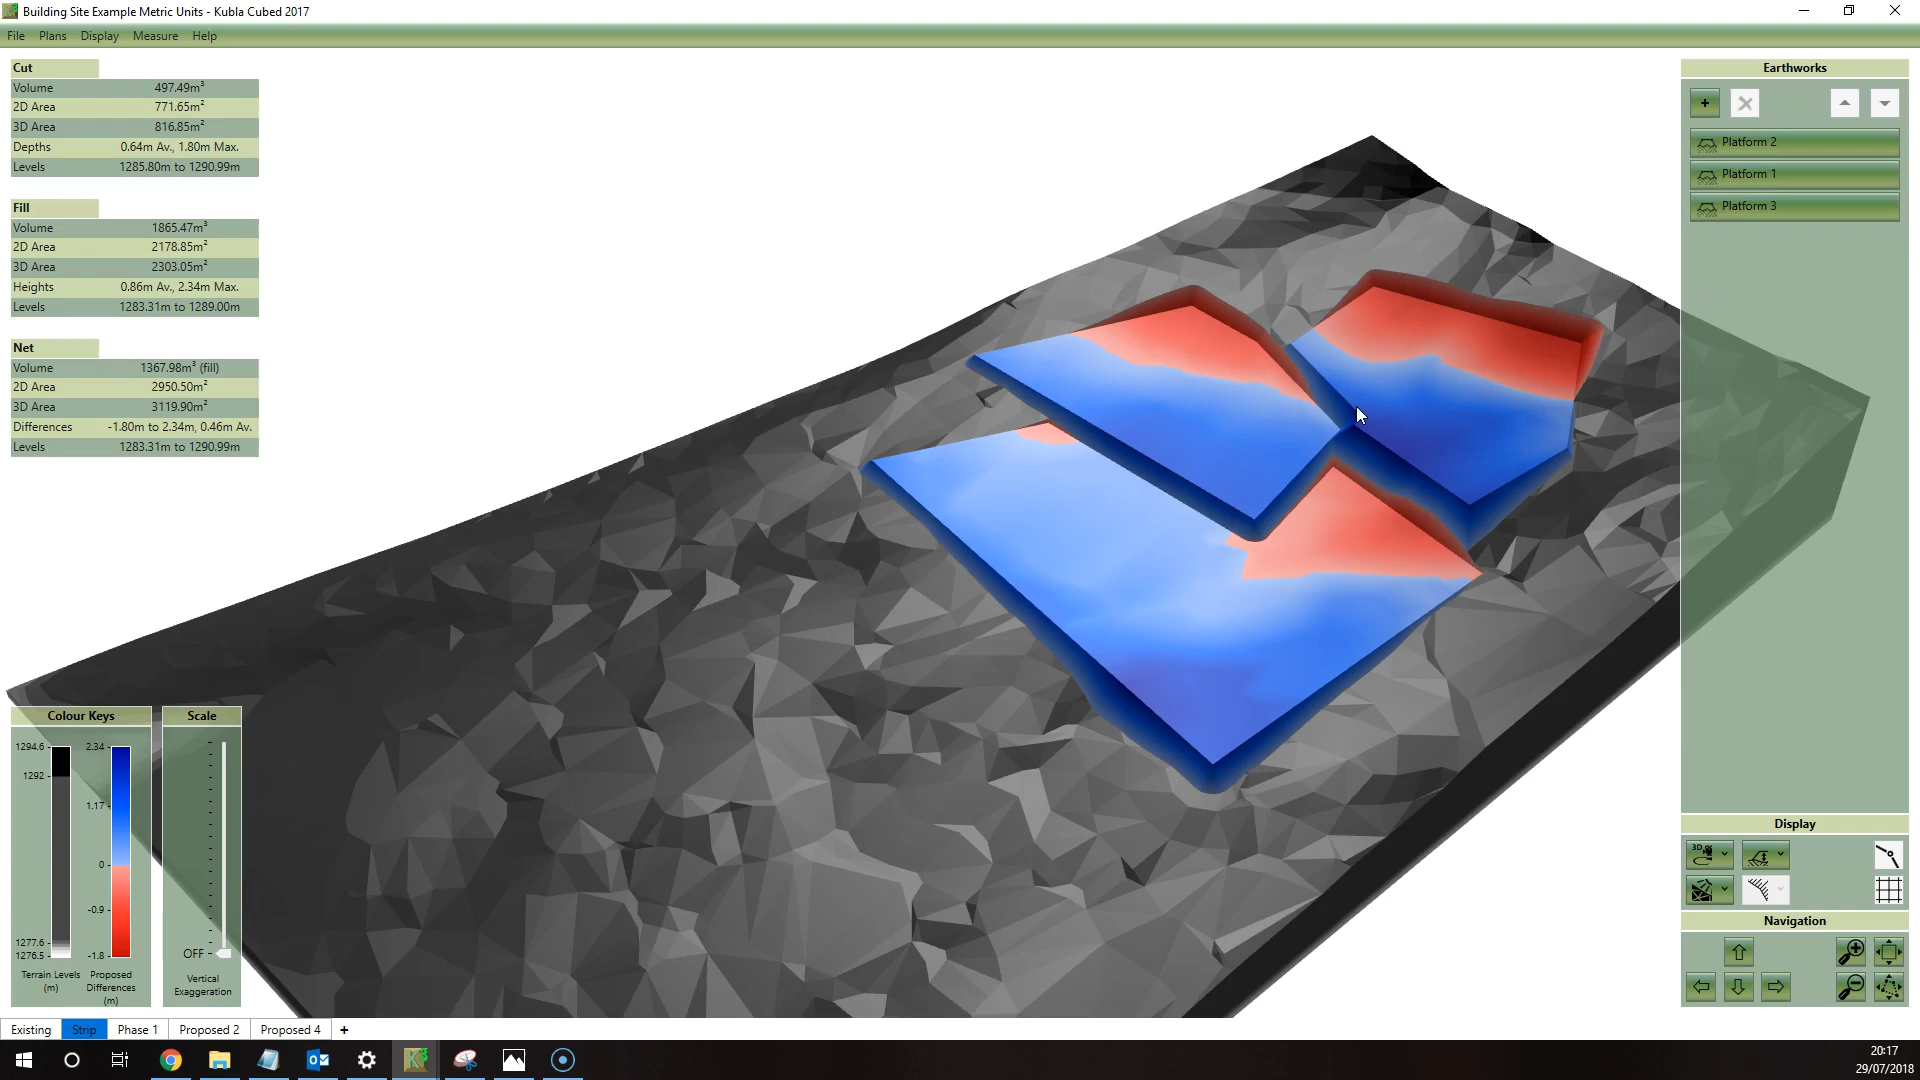 Building Site Example Metric Units - Kubla Cubed 2017
File Plans Display Measure Help
Cut
Volume 497.49m³
2D Area 771.65m²
3D Area 816.85m²
Depths 0.64m Av., 1.80m Max.
Levels 1285.80m to 1290.99m
Fill
Volume 1865.47m³
2D Area 2178.85m²
3D Area 2303.05m²
Heights 0.86m Av., 2.34m Max.
Levels 1283.31m to 1289.00m
Net
Volume 1367.98m³ (fill)
2D Area 2950.50m²
3D Area 3119.90m²
Differences -1.80m to 2.34m, 0.46m Av.
Levels 1283.31m to 1290.99m
Earthworks
+
Platform 2
Platform 1
Platform 3
Colour Keys
1294.6
1292
1277.6
1276.5
Terrain Levels
(m)
2.34
1.17
0
-0.9
-1.8
Proposed
Differences
(m)
Scale
OFF
Vertical
Exaggeration
Display
3D
Navigation
Existing Strip Phase 1 Proposed 2 Proposed 4 +
20:17
29/07/2018